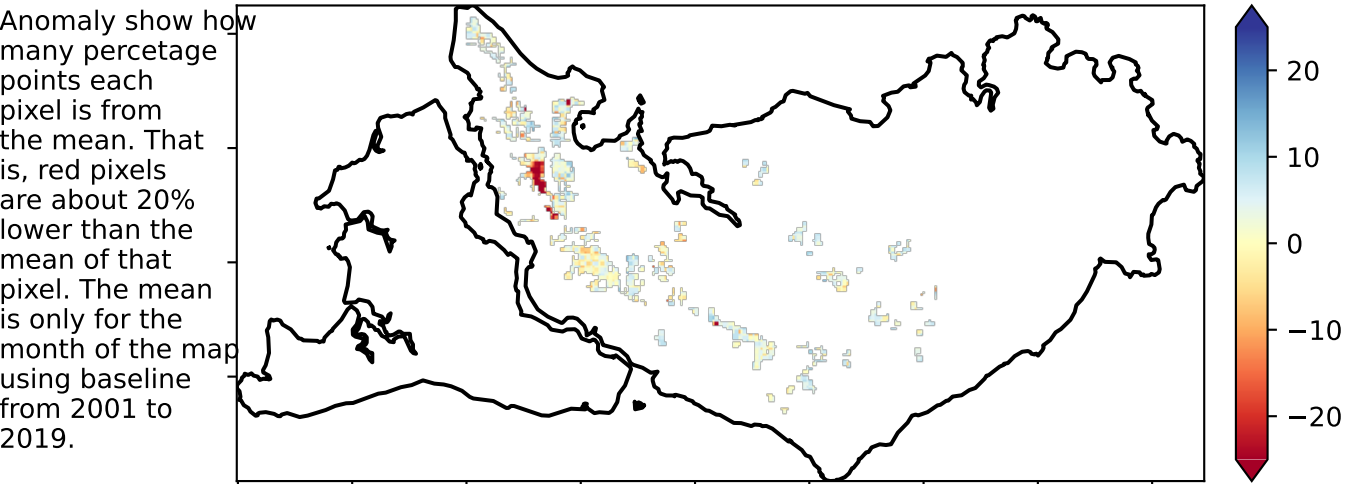 Anomaly show how
many percetage
points each
pixel is from
the mean. That
is, red pixels
are about 20%
lower than the
mean of that
pixel. The mean
is only for the
month of the map
using baseline
from 2001 to
2019.
20
10
0
−10
−20